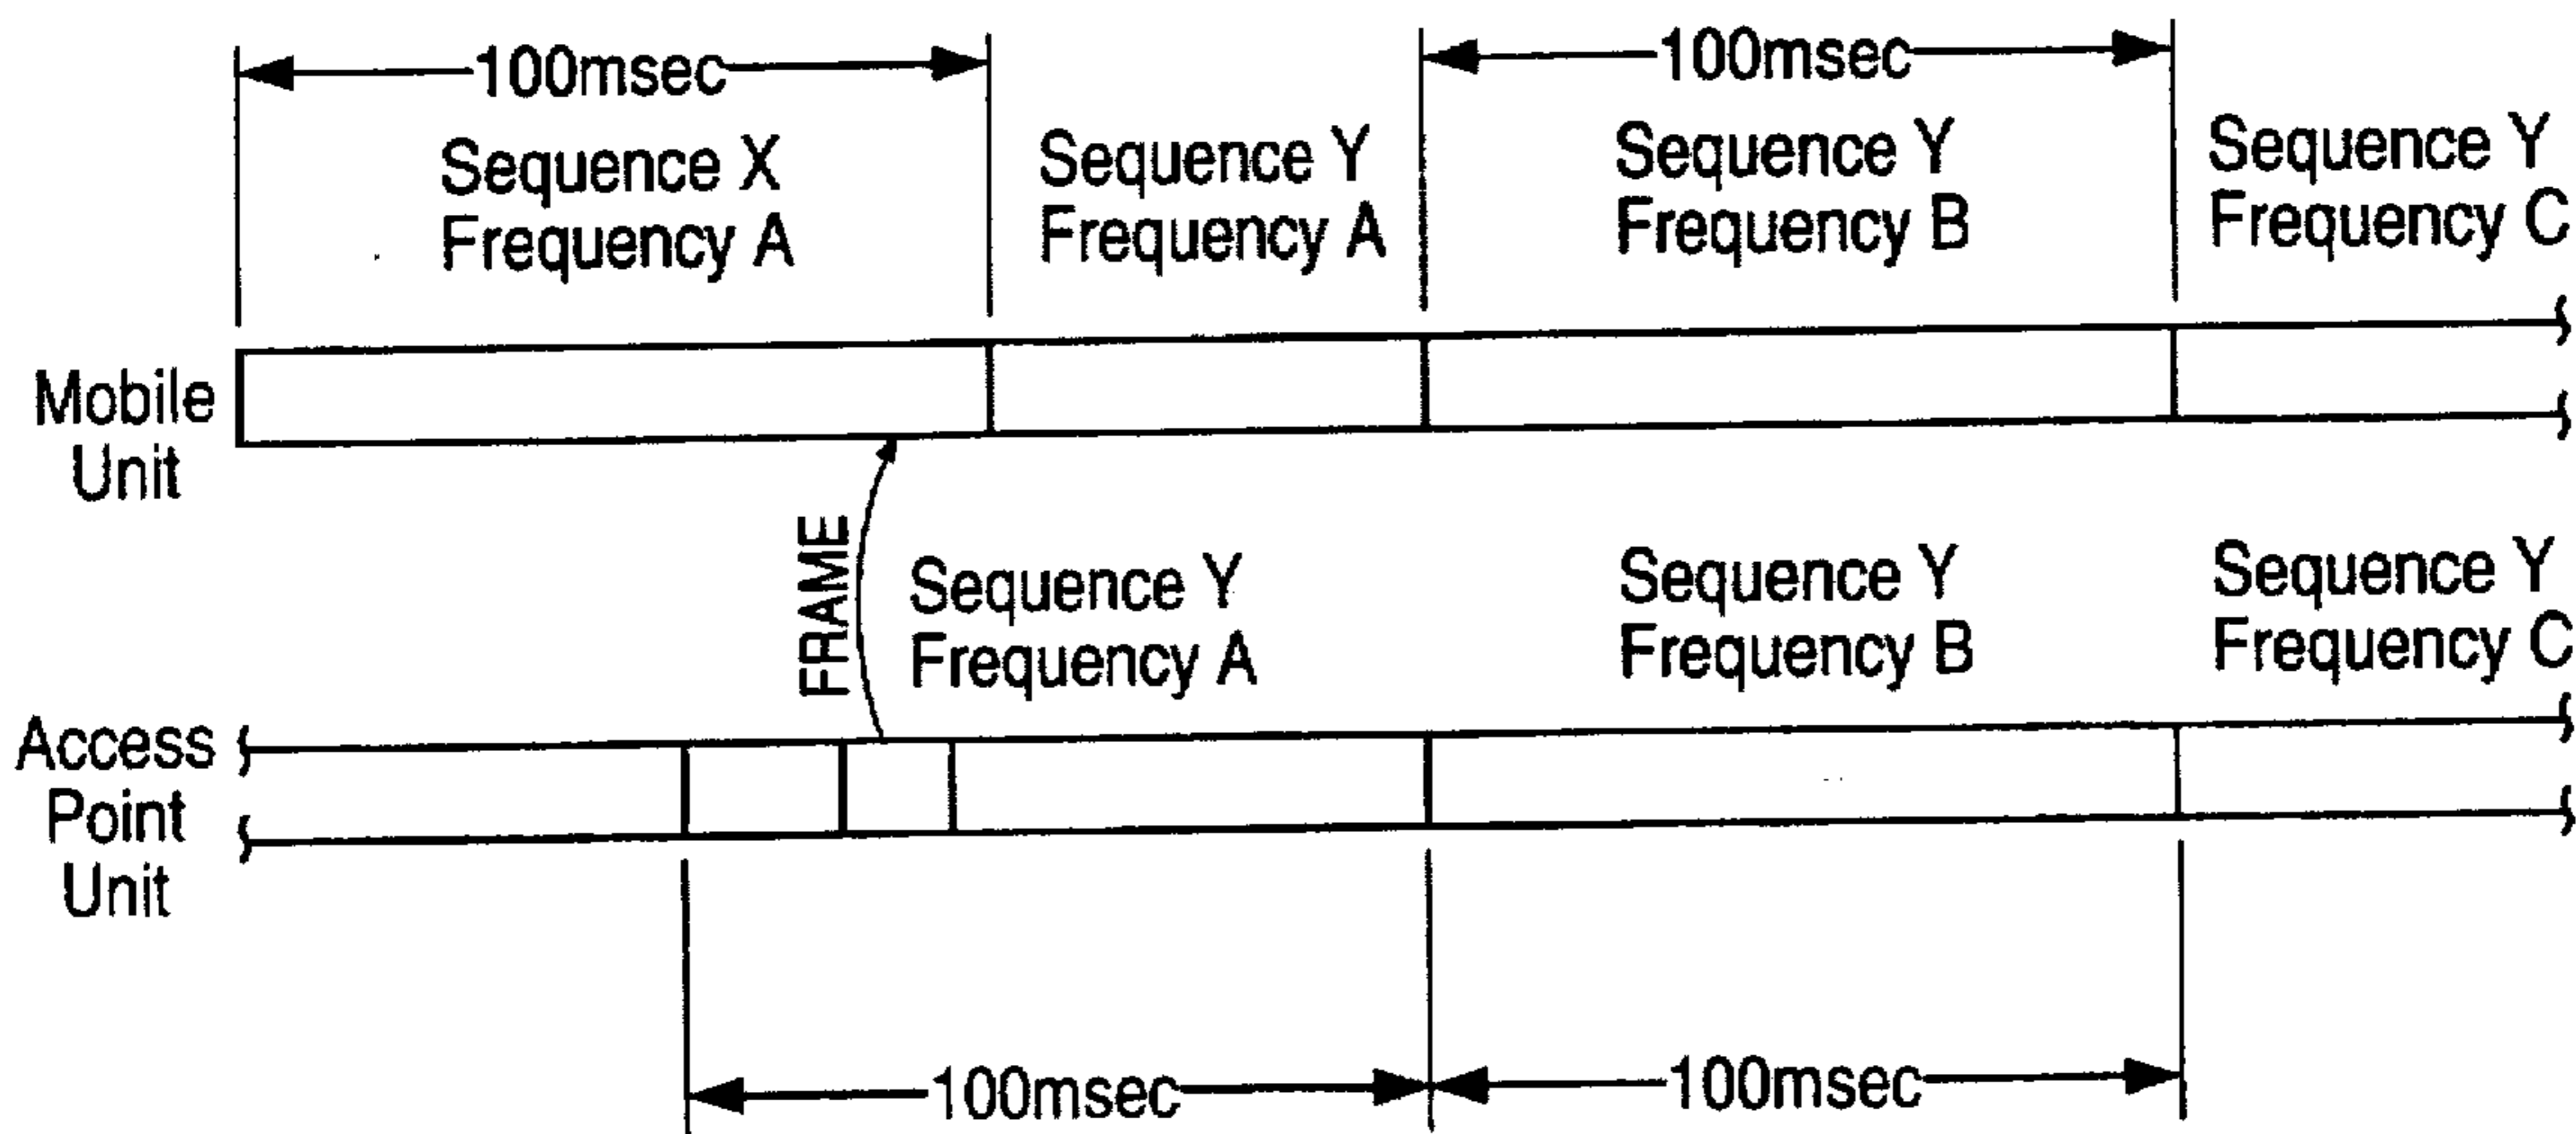 100msec
100msec
Sequence X
Frequency A
Sequence Y
Frequency A
Sequence Y
Frequency B
Sequence Y
Frequency C
Mobile
Unit
FRAME
Sequence Y
Frequency A
Sequence Y
Frequency B
Sequence Y
Frequency C
Access
Point
Unit
100msec
100msec